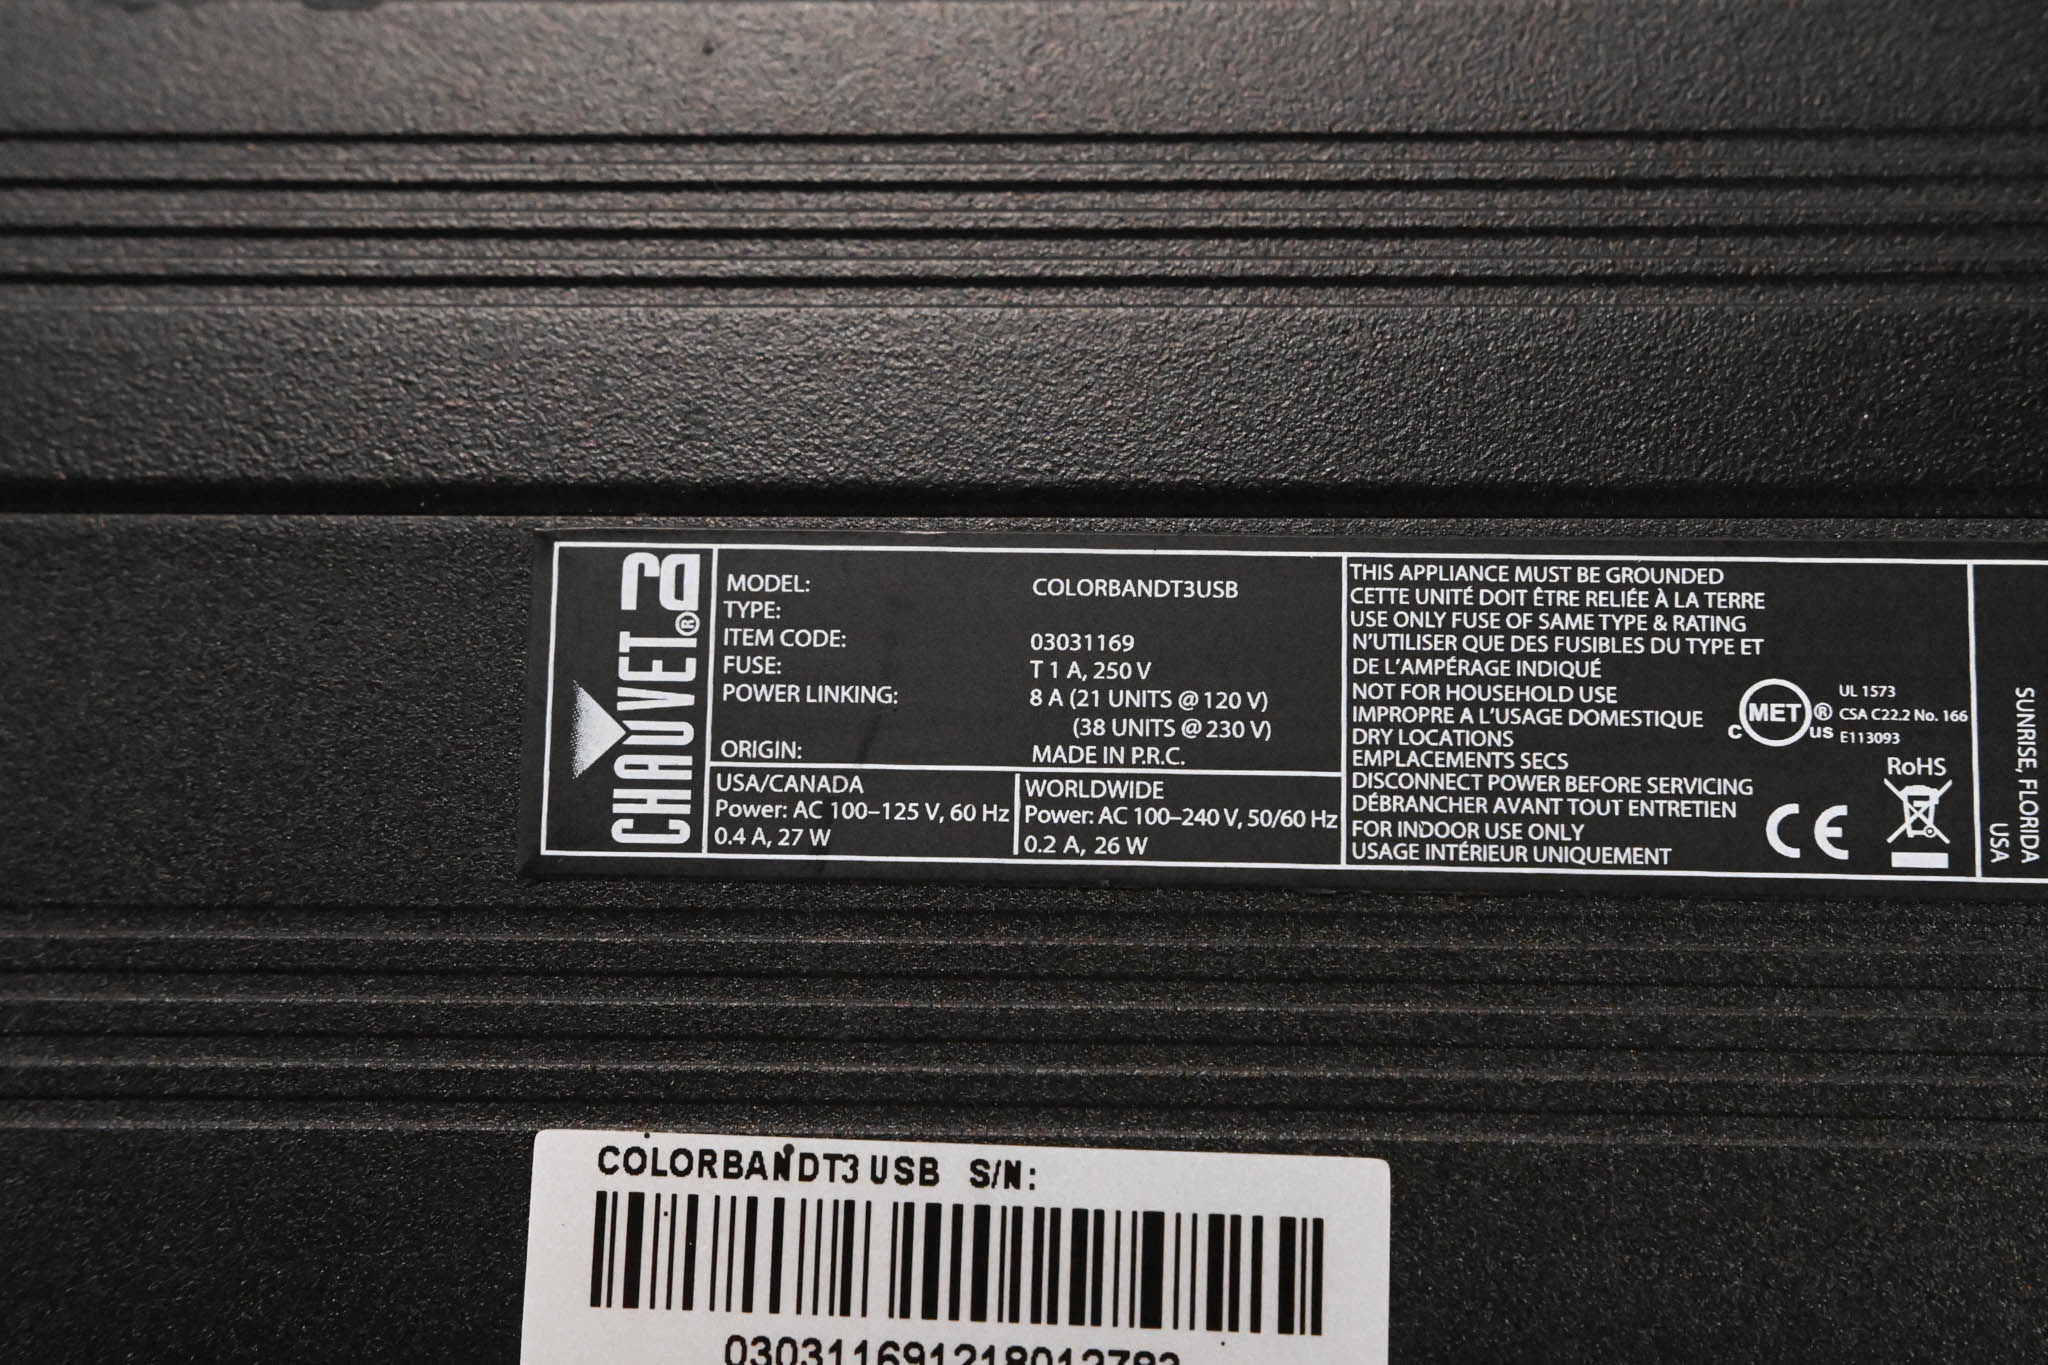 CHAUVET®
MODEL: COLORBANDT3USB
TYPE:
ITEM CODE: 03031169
FUSE: T 1 A, 250 V
POWER LINKING: 8 A (21 UNITS @ 120 V)
(38 UNITS @ 230 V)
ORIGIN: MADE IN P.R.C.
USA/CANADA
Power: AC 100–125 V, 60 Hz
0.4 A, 27 W
WORLDWIDE
Power: AC 100–240 V, 50/60 Hz
0.2 A, 26 W
THIS APPLIANCE MUST BE GROUNDED
CETTE UNITÉ DOIT ÊTRE RELIÉE À LA TERRE
USE ONLY FUSE OF SAME TYPE & RATING
N'UTILISER QUE DES FUSIBLES DU TYPE ET
DE L'AMPÉRAGE INDIQUÉ
NOT FOR HOUSEHOLD USE
IMPROPRE A L'USAGE DOMESTIQUE
DRY LOCATIONS
EMPLACEMENTS SECS
DISCONNECT POWER BEFORE SERVICING
DÉBRANCHER AVANT TOUT ENTRETIEN
FOR INDOOR USE ONLY
USAGE INTÉRIEUR UNIQUEMENT
c MET ® us
UL 1573
CSA C22.2 No. 166
E113093
CE
RoHS
SUNRISE, FLORIDA
USA
COLORBANDT3 USB S/N: